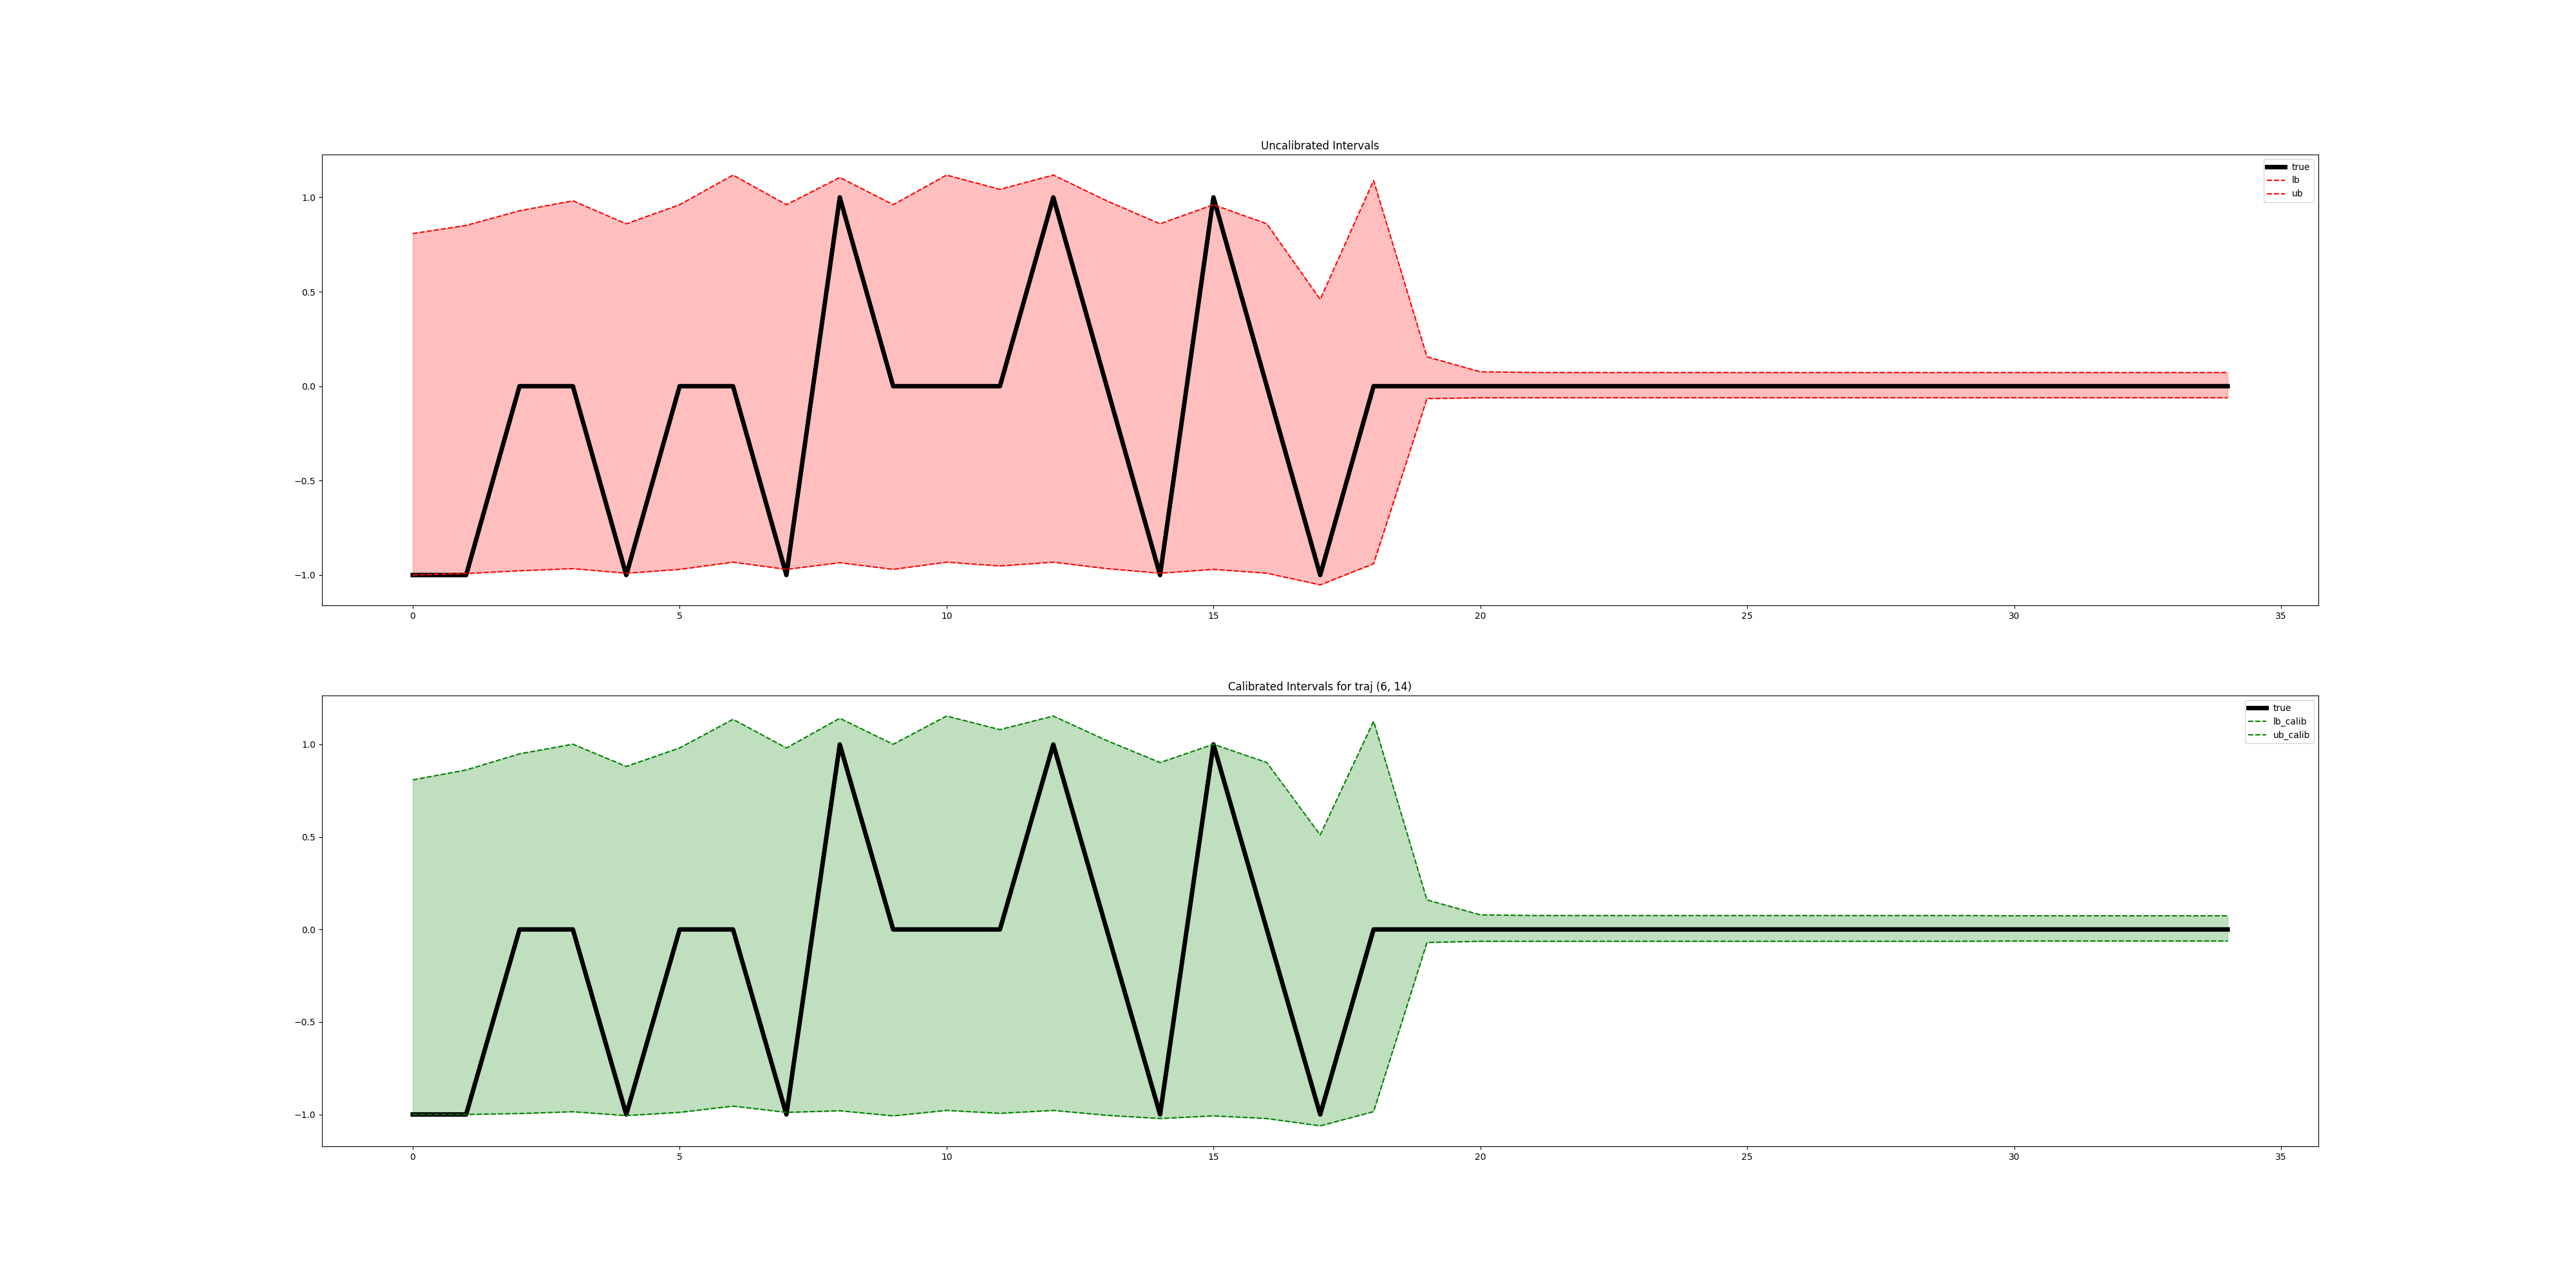 Uncalibrated Intervals
true
lb
ub
1.0
0.5
0.0
−0.5
−1.0
0 5 10 15 20 25 30 35
Calibrated Intervals for traj (6, 14)
true
lb_calib
ub_calib
1.0
0.5
0.0
−0.5
−1.0
0 5 10 15 20 25 30 35